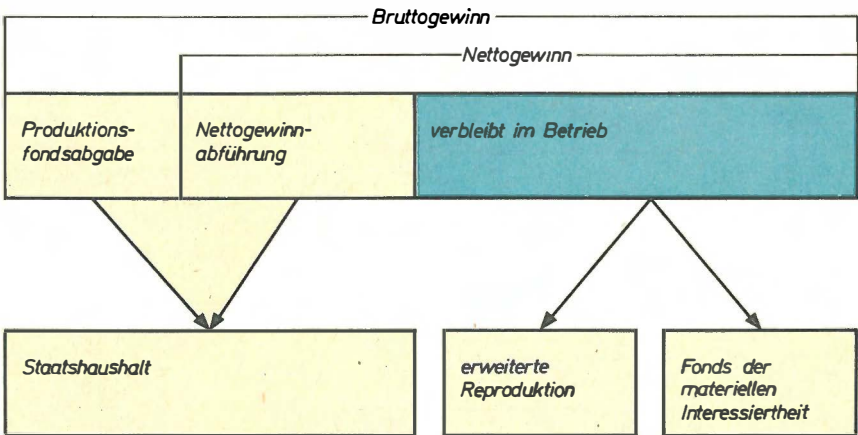 Bruttogewinn
Nettogewinn
Produktions-
fondsabgabe
Nettogewinn-
abführung
verbleibt im Betrieb
Staatshaushalt
erweiterte
Reproduktion
Fonds der
materiellen
Interessiertheit